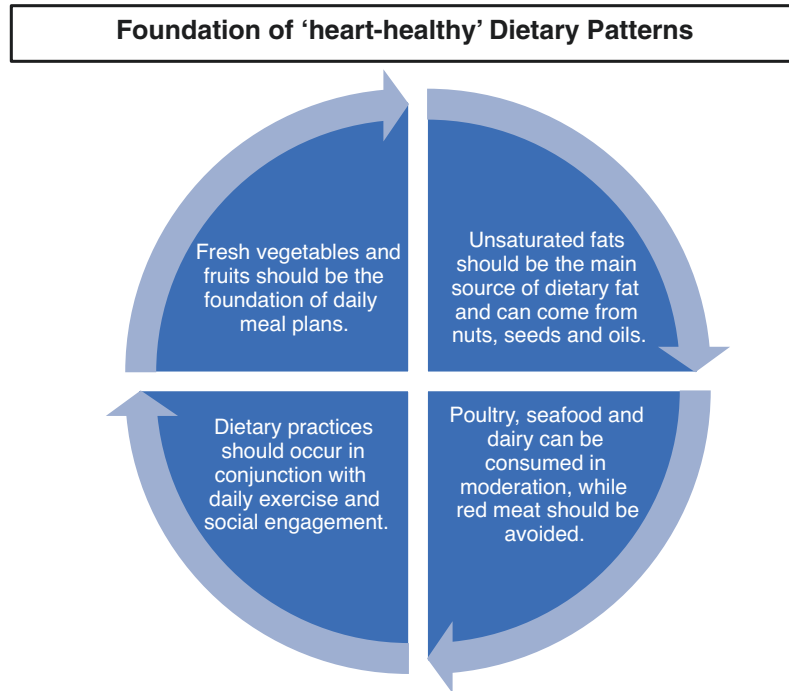 Foundation of ‘heart-healthy’ Dietary Patterns
Fresh vegetables and
fruits should be the
foundation of daily
meal plans.
Unsaturated fats
should be the main
source of dietary fat
and can come from
nuts, seeds and oils.
Dietary practices
should occur in
conjunction with
daily exercise and
social engagement.
Poultry, seafood and
dairy can be
consumed in
moderation, while
red meat should be
avoided.